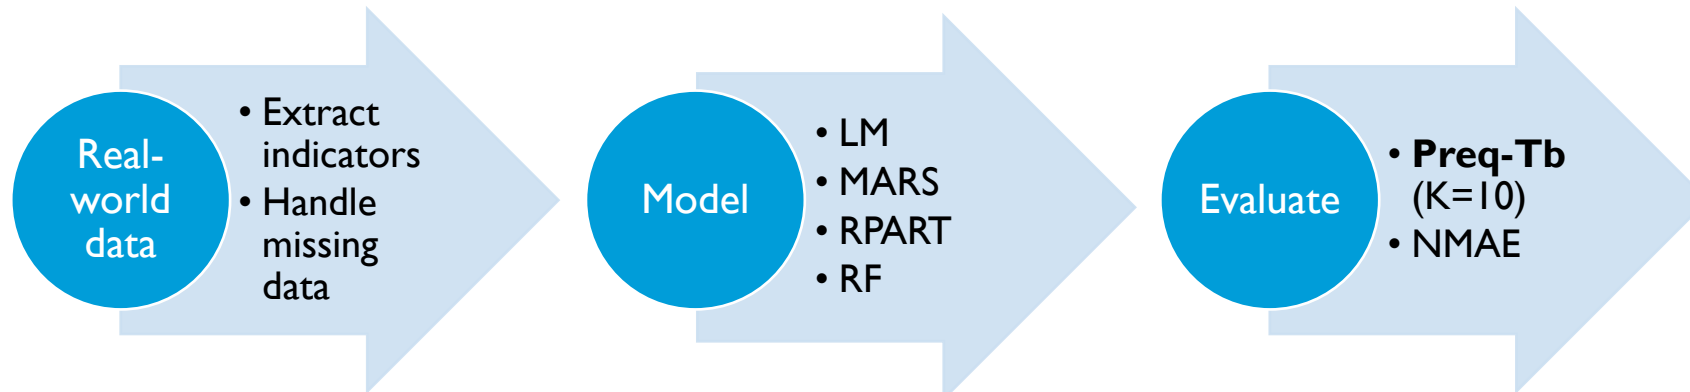 Real-
world
data
• Extract
indicators
• Handle
missing
data
Model
• LM
• MARS
• RPART
• RF
Evaluate
• Preq-Tb
(K=10)
• NMAE